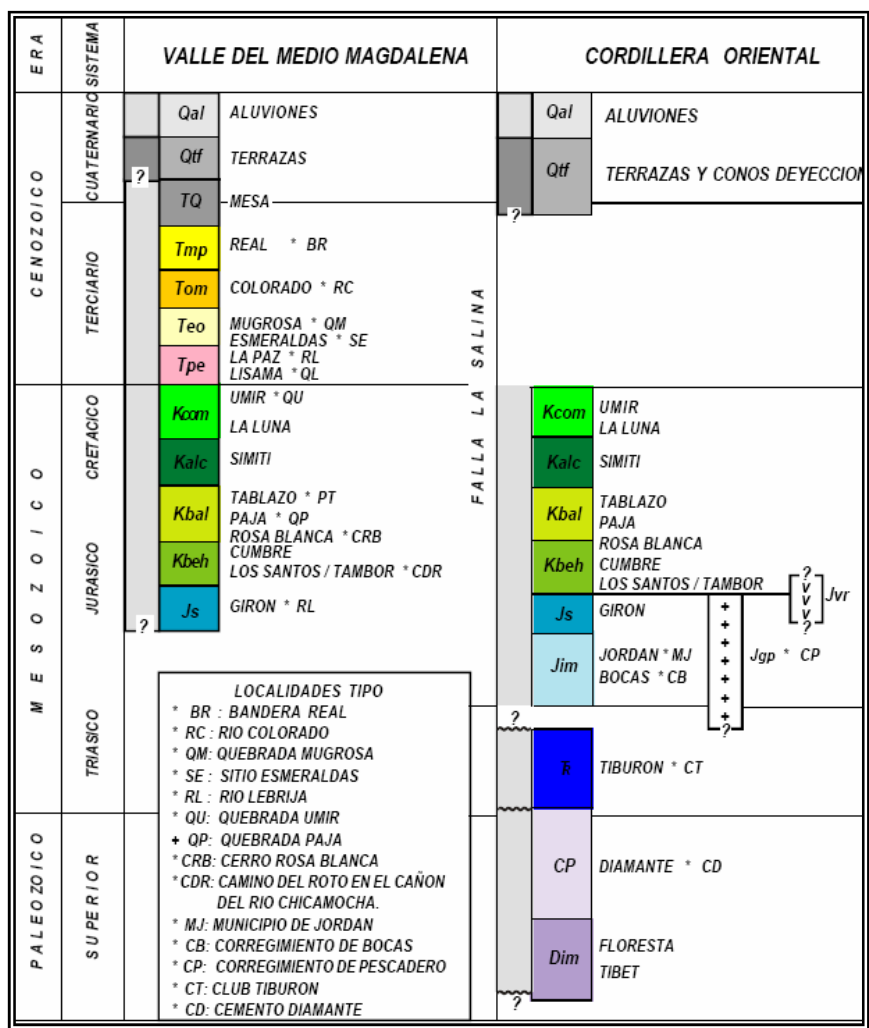 ERA
SISTEMA
VALLE DEL MEDIO MAGDALENA
CORDILLERA ORIENTAL
CENOZOICO
MESOZOICO
PALEOZOICO
CUATERNARIO
TERCIARIO
CRETACICO
JURASICO
TRIASICO
SUPERIOR
Qal ALUVIONES
Qtf TERRAZAS
?
TQ MESA
Tmp REAL * BR
Tom COLORADO * RC
Teo MUGROSA * QM
ESMERALDAS * SE
Tpe LA PAZ * RL
LISAMA * QL
Kcom UMIR * QU
LA LUNA
Kalc SIMITI
Kbal TABLAZO * PT
PAJA * QP
ROSA BLANCA * CRB
Kbeh CUMBRE
LOS SANTOS / TAMBOR * CDR
Js GIRON * RL
?
FALLA LA SALINA
Qal ALUVIONES
Qtf TERRAZAS Y CONOS DEYECCION
?
Kcom UMIR
LA LUNA
Kalc SIMITI
Kbal TABLAZO
PAJA
ROSA BLANCA
Kbeh CUMBRE
LOS SANTOS / TAMBOR
?
v
v
v
?
Jvr
Js GIRON
Jim JORDAN * MJ
BOCAS * CB
+
+
+
+
+
+
+
?
Jgp * CP
?
TIBURON * CT
CP DIAMANTE * CD
Dim FLORESTA
TIBET
?
LOCALIDADES TIPO
* BR : BANDERA REAL
* RC : RIO COLORADO
* QM: QUEBRADA MUGROSA
* SE : SITIO ESMERALDAS
* RL : RIO LEBRIJA
* QU: QUEBRADA UMIR
+ QP: QUEBRADA PAJA
*CRB: CERRO ROSA BLANCA
*CDR: CAMINO DEL ROTO EN EL CAÑON
DEL RIO CHICAMOCHA.
* MJ: MUNICIPIO DE JORDAN
* CB: CORREGIMIENTO DE BOCAS
* CP: CORREGIMIENTO DE PESCADERO
* CT: CLUB TIBURON
* CD: CEMENTO DIAMANTE